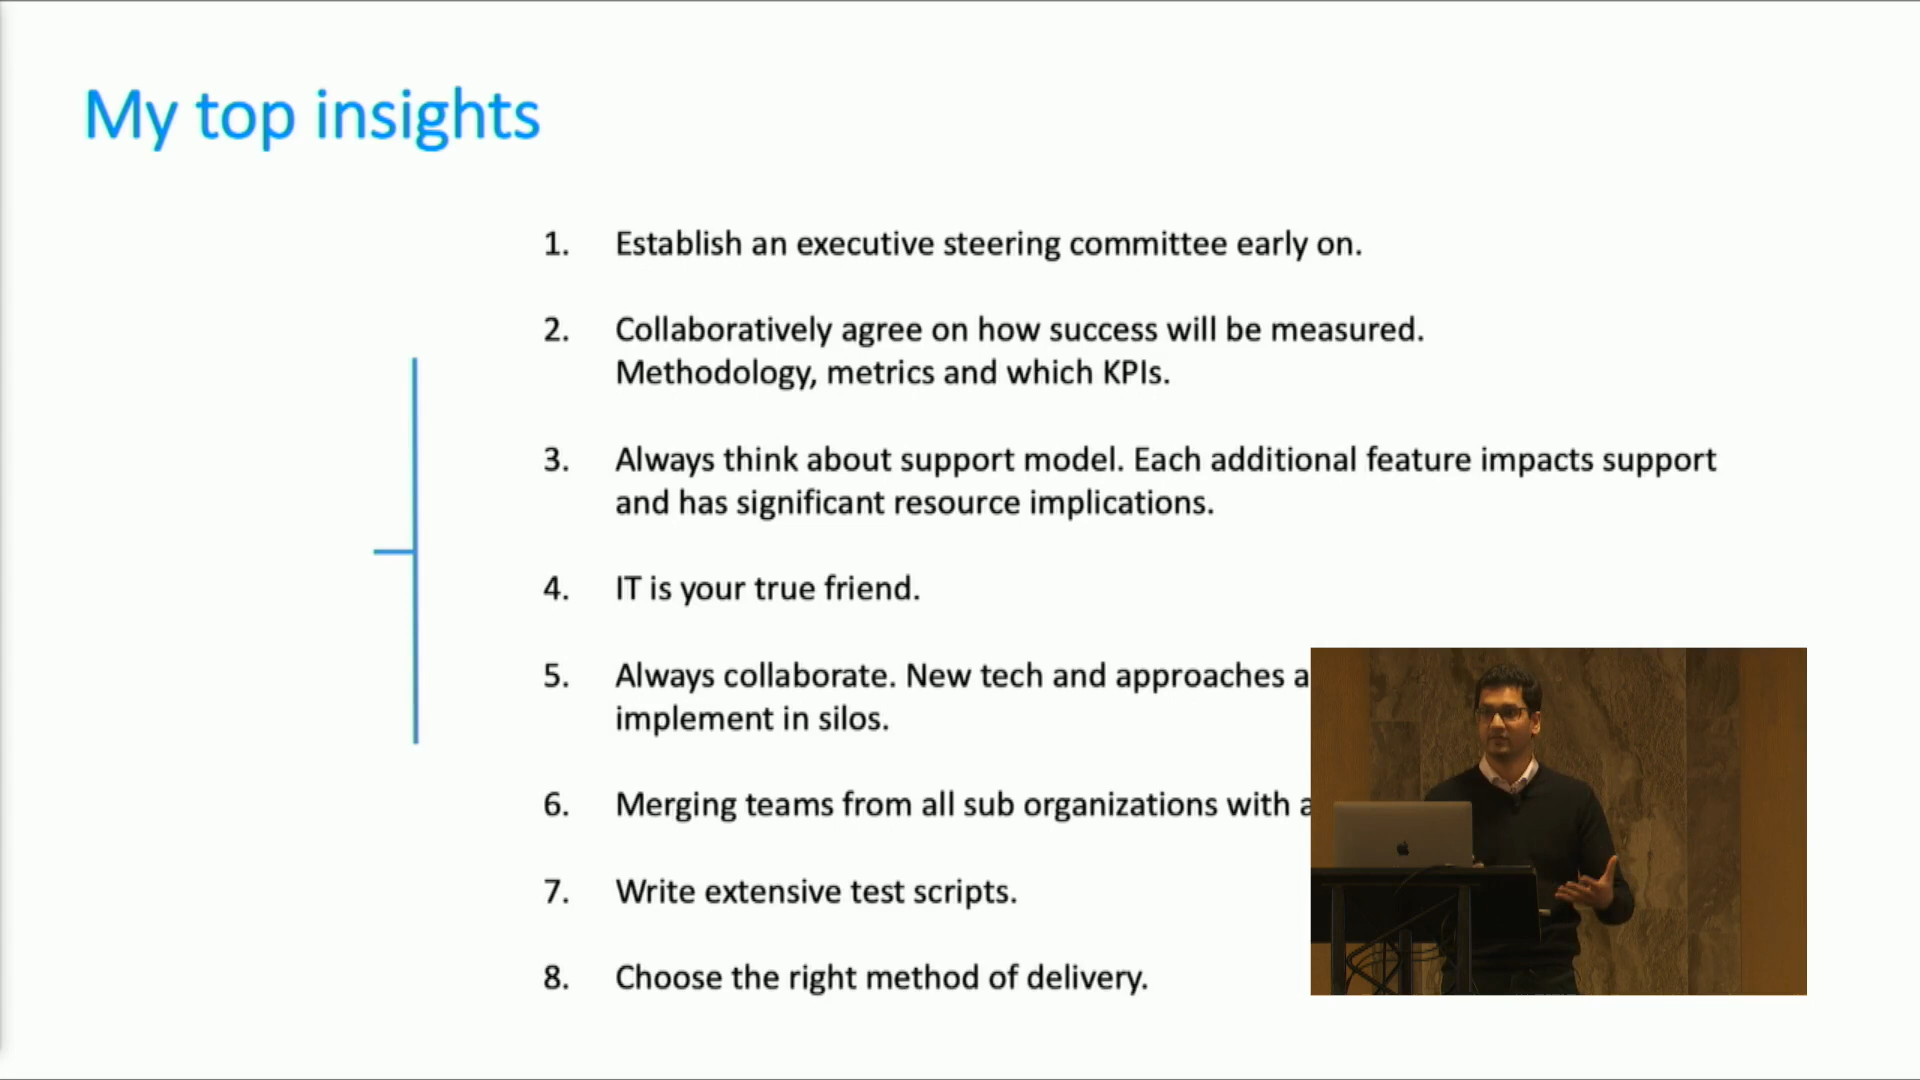 My top insights
1. Establish an executive steering committee early on.
2. Collaboratively agree on how success will be measured.
Methodology, metrics and which KPIs.
3. Always think about support model. Each additional feature impacts support
and has significant resource implications.
4. IT is your true friend.
5. Always collaborate. New tech and approaches
implement in silos.
6. Merging teams from all sub organizations with
7. Write extensive test scripts.
8. Choose the right method of delivery.